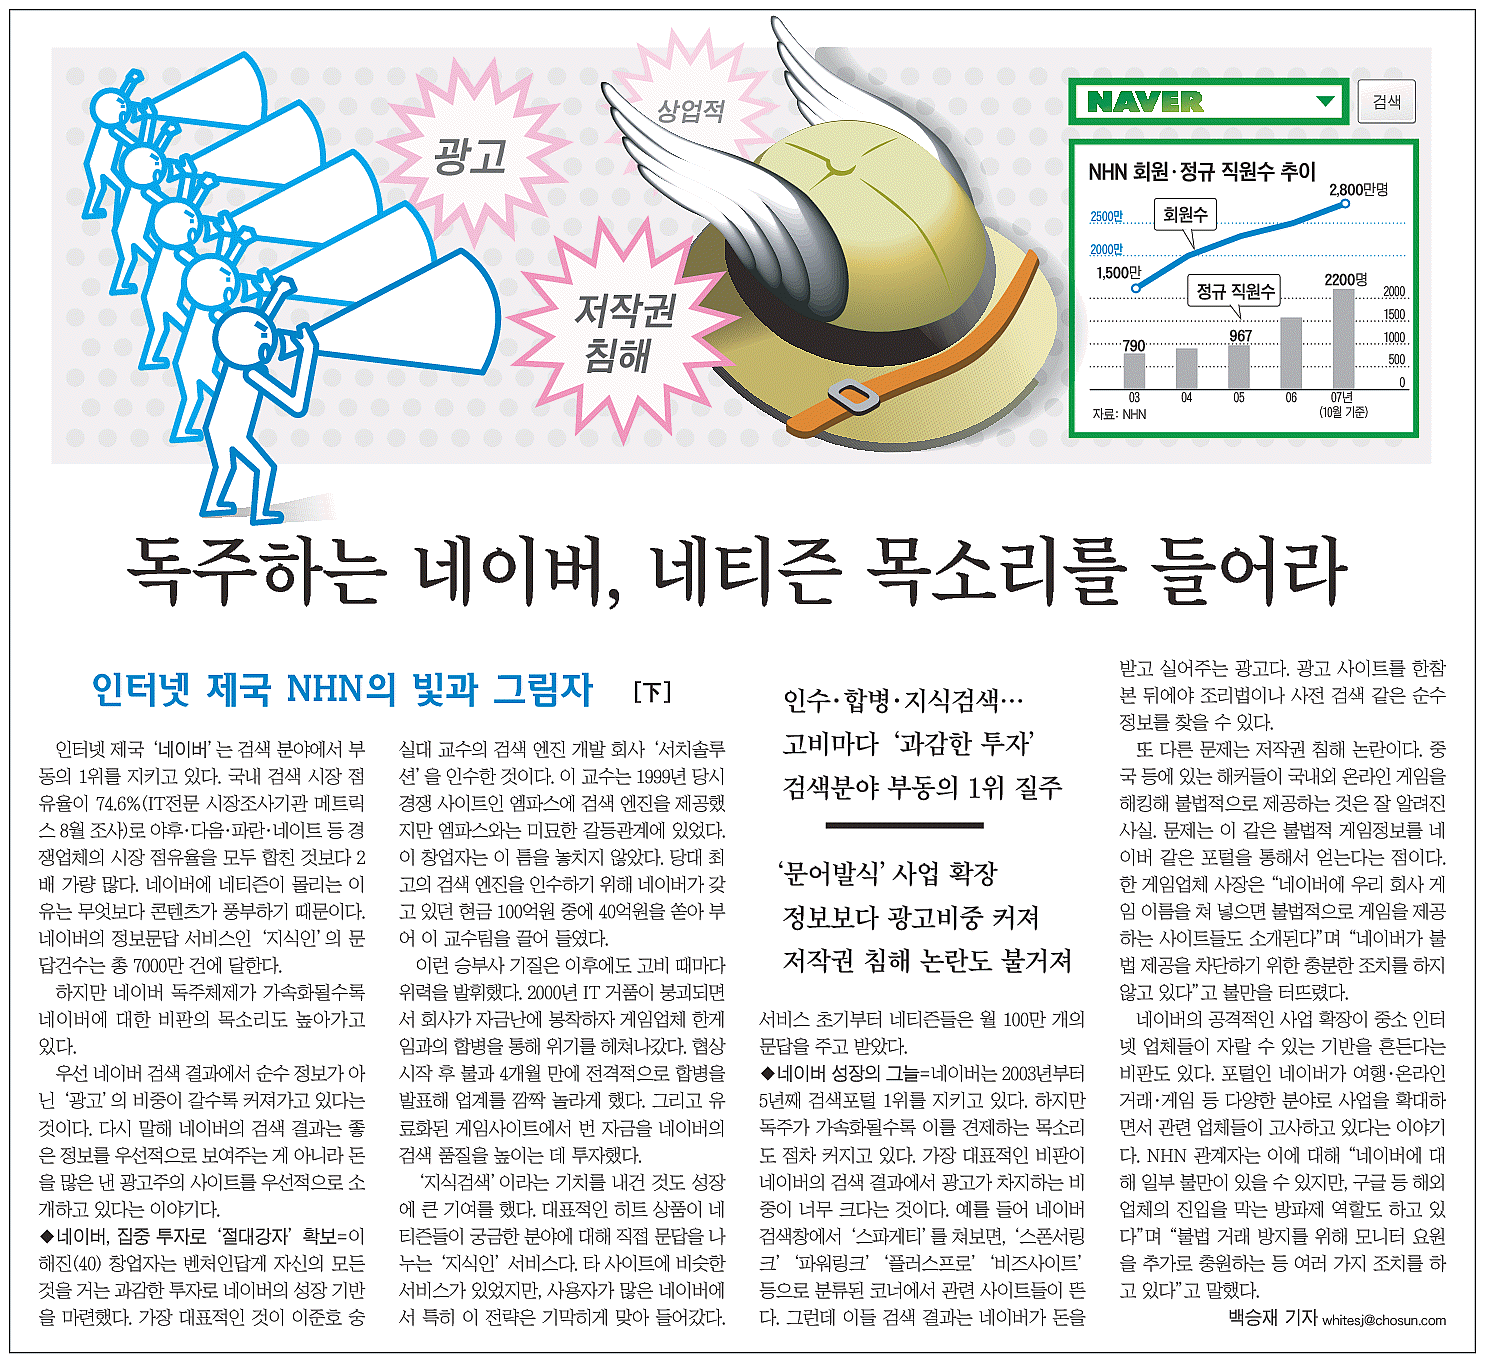 광고
상업적
저작권
침해
NAVER
검색
NHN 회원·정규 직원수 추이
2,800만명
2500만
회원수
2000만
1,500만
정규 직원수
2200명
2000
1500
1000
500
0
790
967
03
04
05
06
07년
(10월 기준)
자료: NHN
독주하는 네이버, 네티즌 목소리를 들어라
인터넷 제국 NHN의 빛과 그림자 [下]
인터넷 제국 ‘네이버’는 검색 분야에서 부
동의 1위를 지키고 있다. 국내 검색 시장 점
유율이 74.6%(IT전문 시장조사기관 메트릭
스 8월 조사)로 야후·다음·파란·네이트 등 경
쟁업체의 시장 점유율을 모두 합친 것보다 2
배 가량 많다. 네이버에 네티즌이 몰리는 이
유는 무엇보다 콘텐츠가 풍부하기 때문이다.
네이버의 정보문답 서비스인 ‘지식인’의 문
답건수는 총 7000만 건에 달한다.
하지만 네이버 독주체제가 가속화될수록
네이버에 대한 비판의 목소리도 높아가고
있다.
우선 네이버 검색 결과에서 순수 정보가 아
닌 ‘광고’의 비중이 갈수록 커져가고 있다는
것이다. 다시 말해 네이버의 검색 결과는 좋
은 정보를 우선적으로 보여주는 게 아니라 돈
을 많은 낸 광고주의 사이트를 우선적으로 소
개하고 있다는 이야기다.
◆네이버, 집중 투자로 ‘절대강자’ 확보=이
해진(40) 창업자는 벤처인답게 자신의 모든
것을 거는 과감한 투자로 네이버의 성장 기반
을 마련했다. 가장 대표적인 것이 이준호 숭
실대 교수의 검색 엔진 개발 회사 ‘서치솔루
션’을 인수한 것이다. 이 교수는 1999년 당시
경쟁 사이트인 엠파스에 검색 엔진을 제공했
지만 엠파스와는 미묘한 갈등관계에 있었다.
이 창업자는 이 틈을 놓치지 않았다. 당대 최
고의 검색 엔진을 인수하기 위해 네이버가 갖
고 있던 현금 100억원 중에 40억원을 쏟아 부
어 이 교수팀을 끌어 들였다.
이런 승부사 기질은 이후에도 고비 때마다
위력을 발휘했다. 2000년 IT 거품이 붕괴되면
서 회사가 자금난에 봉착하자 게임업체 한게
임과의 합병을 통해 위기를 헤쳐나갔다. 협상
시작 후 불과 4개월 만에 전격적으로 합병을
발표해 업계를 깜짝 놀라게 했다. 그리고 유
료화된 게임사이트에서 번 자금을 네이버의
검색 품질을 높이는 데 투자했다.
‘지식검색’이라는 기치를 내건 것도 성장
에 큰 기여를 했다. 대표적인 히트 상품이 네
티즌들이 궁금한 분야에 대해 직접 문답을 나
누는 ‘지식인’ 서비스다. 타 사이트에 비슷한
서비스가 있었지만, 사용자가 많은 네이버에
서 특히 이 전략은 기막히게 맞아 들어갔다.
인수·합병·지식검색…
고비마다 ‘과감한 투자’
검색분야 부동의 1위 질주
‘문어발식’ 사업 확장
정보보다 광고비중 커져
저작권 침해 논란도 불거져
서비스 초기부터 네티즌들은 월 100만 개의
문답을 주고 받았다.
◆네이버 성장의 그늘=네이버는 2003년부터
5년째 검색포털 1위를 지키고 있다. 하지만
독주가 가속화될수록 이를 견제하는 목소리
도 점차 커지고 있다. 가장 대표적인 비판이
네이버의 검색 결과에서 광고가 차지하는 비
중이 너무 크다는 것이다. 예를 들어 네이버
검색창에서 ‘스파게티’를 쳐보면, ‘스폰서링
크’ ‘파워링크’ ‘플러스프로’ ‘비즈사이트’
등으로 분류된 코너에서 관련 사이트들이 뜬
다. 그런데 이들 검색 결과는 네이버가 돈을
받고 실어주는 광고다. 광고 사이트를 한참
본 뒤에야 조리법이나 사전 검색 같은 순수
정보를 찾을 수 있다.
또 다른 문제는 저작권 침해 논란이다. 중
국 등에 있는 해커들이 국내외 온라인 게임을
해킹해 불법적으로 제공하는 것은 잘 알려진
사실. 문제는 이 같은 불법적 게임정보를 네
이버 같은 포털을 통해서 얻는다는 점이다.
한 게임업체 사장은 “네이버에 우리 회사 게
임 이름을 쳐 넣으면 불법적으로 게임을 제공
하는 사이트들도 소개된다”며 “네이버가 불
법 제공을 차단하기 위한 충분한 조치를 하지
않고 있다”고 불만을 터뜨렸다.
네이버의 공격적인 사업 확장이 중소 인터
넷 업체들이 자랄 수 있는 기반을 흔든다는
비판도 있다. 포털인 네이버가 여행·온라인
거래·게임 등 다양한 분야로 사업을 확대하
면서 관련 업체들이 고사하고 있다는 이야기
다. NHN 관계자는 이에 대해 “네이버에 대
해 일부 불만이 있을 수 있지만, 구글 등 해외
업체의 진입을 막는 방파제 역할도 하고 있
다”며 “불법 거래 방지를 위해 모니터 요원
을 추가로 충원하는 등 여러 가지 조치를 하
고 있다”고 말했다.
백승재 기자 whitesj@chosun.com